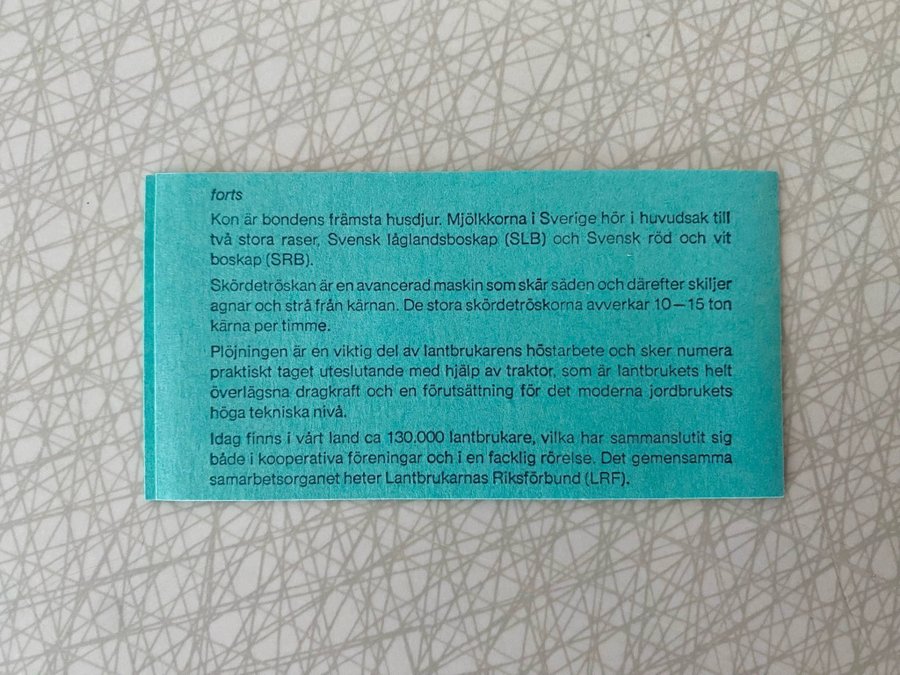 forts
Kon är bondens främsta husdjur. Mjölkkorna i Sverige hör i huvudsak till
två stora raser, Svensk låglandsboskap (SLB) och Svensk röd och vit
boskap (SRB).
Skördetröskan är en avancerad maskin som skär säden och därefter skiljer
agnar och strå från kärnan. De stora skördetröskorna avverkar 10–15 ton
kärna per timme.
Plöjningen är en viktig del av lantbrukarens höstarbete och sker numera
praktiskt taget uteslutande med hjälp av traktor, som är lantbrukets helt
överlägsna dragkraft och en förutsättning för det moderna jordbrukets
höga tekniska nivå.
Idag finns i vårt land ca 130.000 lantbrukare, vilka har sammanslutit sig
både i kooperativa föreningar och i en facklig rörelse. Det gemensamma
samarbetsorganet heter Lantbrukarnas Riksförbund (LRF).